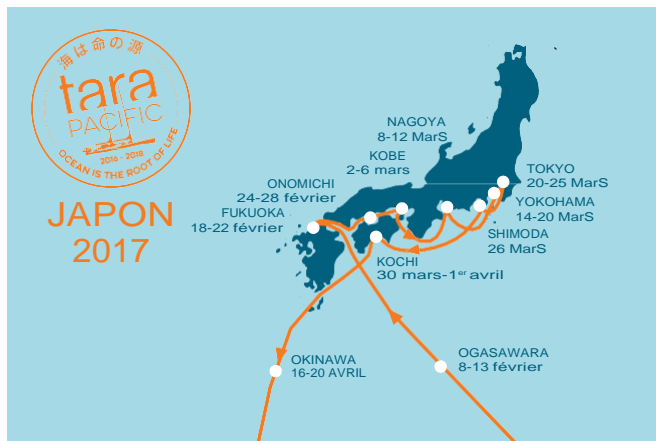 海は命の源
tara
PACIFIC
2016 - 2018
OCEAN IS THE ROOT OF LIFE
JAPON
2017
NAGOYA
8-12 MarS
KOBE
2-6 mars
ONOMICHI
24-28 février
FUKUOKA
18-22 février
TOKYO
20-25 MarS
YOKOHAMA
14-20 MarS
SHIMODA
26 MarS
KOCHI
30 mars-1er avril
OKINAWA
16-20 AVRIL
OGASAWARA
8-13 février